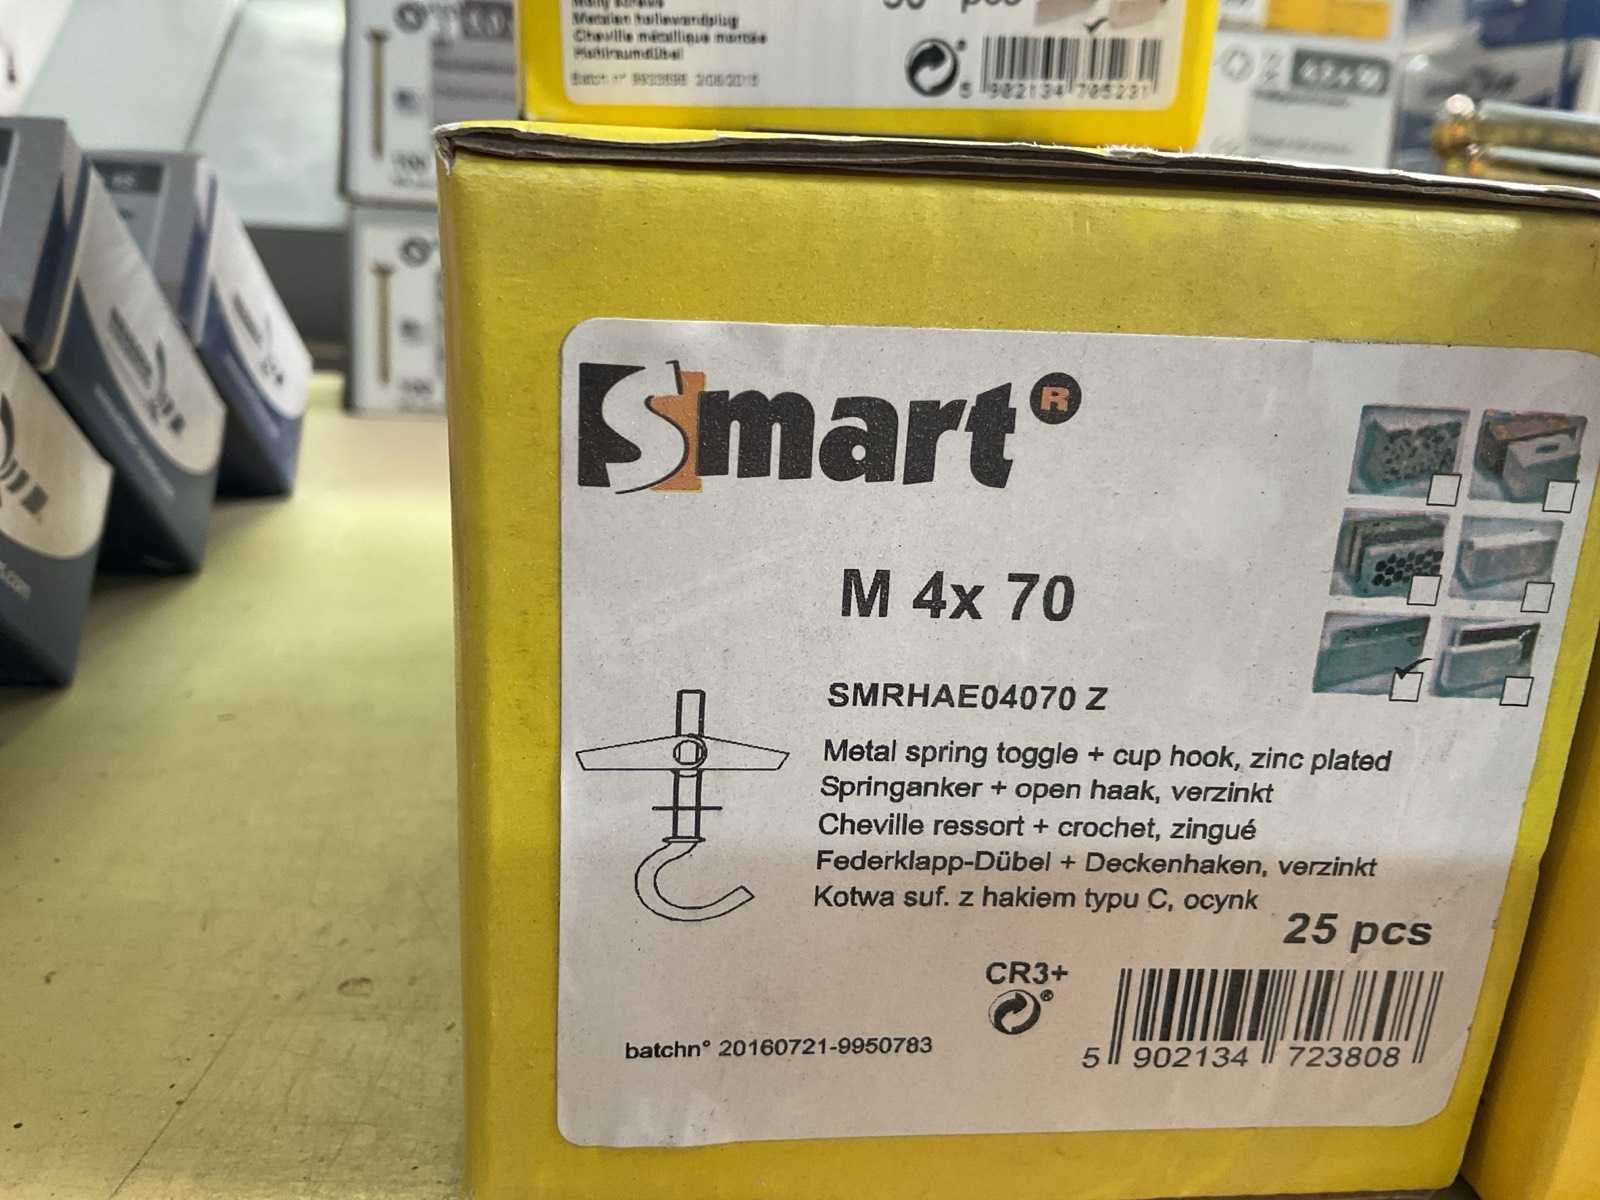 Metalen hollewandplug
Cheville métallique montée
Hohlraumdübel
5 902134 705231
Smart®
M 4x 70
SMRHAE04070 Z
Metal spring toggle + cup hook, zinc plated
Springanker + open haak, verzinkt
Cheville ressort + crochet, zingué
Federklapp-Dübel + Deckenhaken, verzinkt
Kotwa suf. z hakiem typu C, ocynk
25 pcs
CR3+
batchn° 20160721-9950783
5 902134 723808